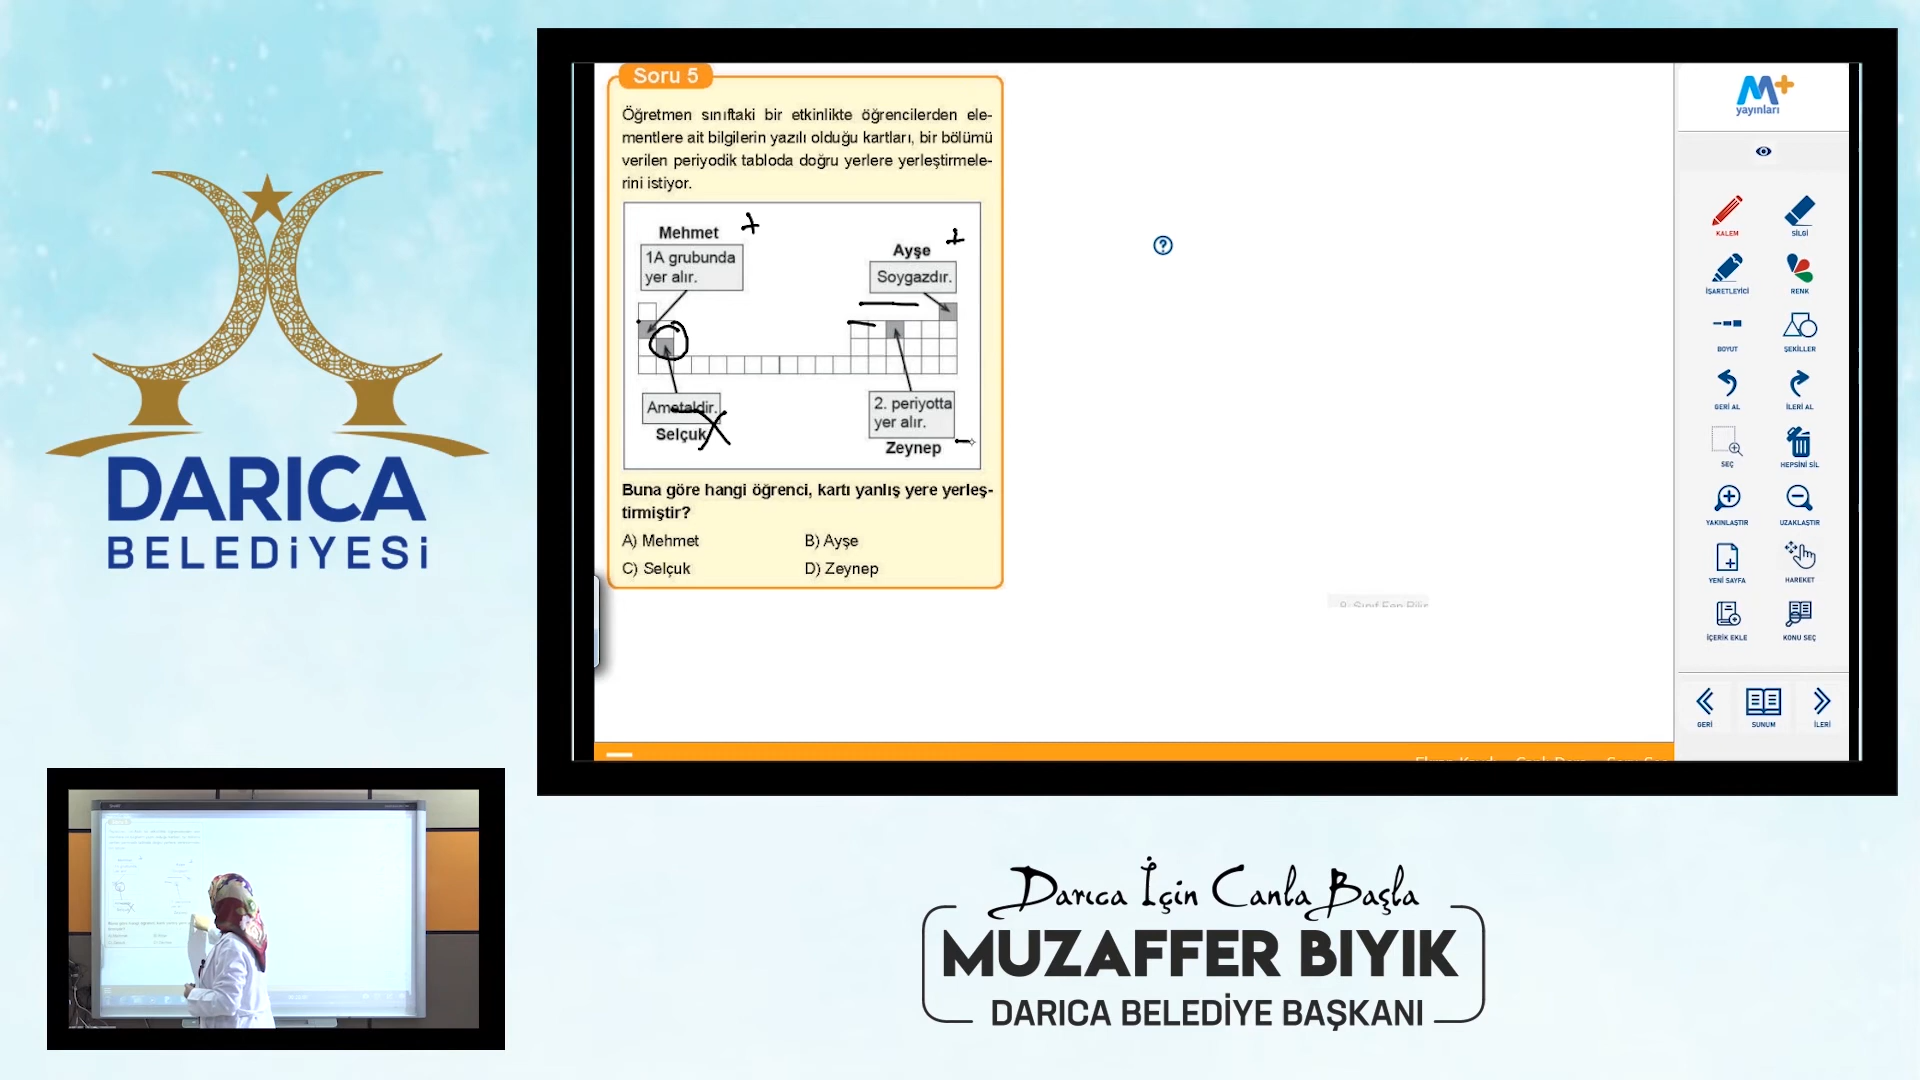 Soru 5
Öğretmen sınıftaki bir etkinlikte öğrencilerden ele-
mentlere ait bilgilerin yazılı olduğu kartları, bir bölümü
verilen periyodik tabloda doğru yerlere yerleştirmele-
rini istiyor.
Mehmet
1A grubunda
yer alır.
Ayşe
Soygazdır.
Ametaldir.
Selçuk
2. periyotta
yer alır.
Zeynep
Buna göre hangi öğrenci, kartı yanlış yere yerleş-
tirmiştir?
A) Mehmet
B) Ayşe
C) Selçuk
D) Zeynep
M+
yayınları
KALEM
SİLGİ
İŞARETLEYİCİ
RENK
BOYUT
ŞEKİLLER
GERİ AL
İLERİ AL
SEÇ
HEPSİNİ SİL
YAKINLAŞTIR
UZAKLAŞTIR
YENİ SAYFA
HAREKET
İÇERİK EKLE
KONU SEÇ
GERİ
SUNUM
İLERİ
DARICA
BELEDİYESİ
Darıca İçin Canla Başla
MUZAFFER BIYIK
DARICA BELEDİYE BAŞKANI